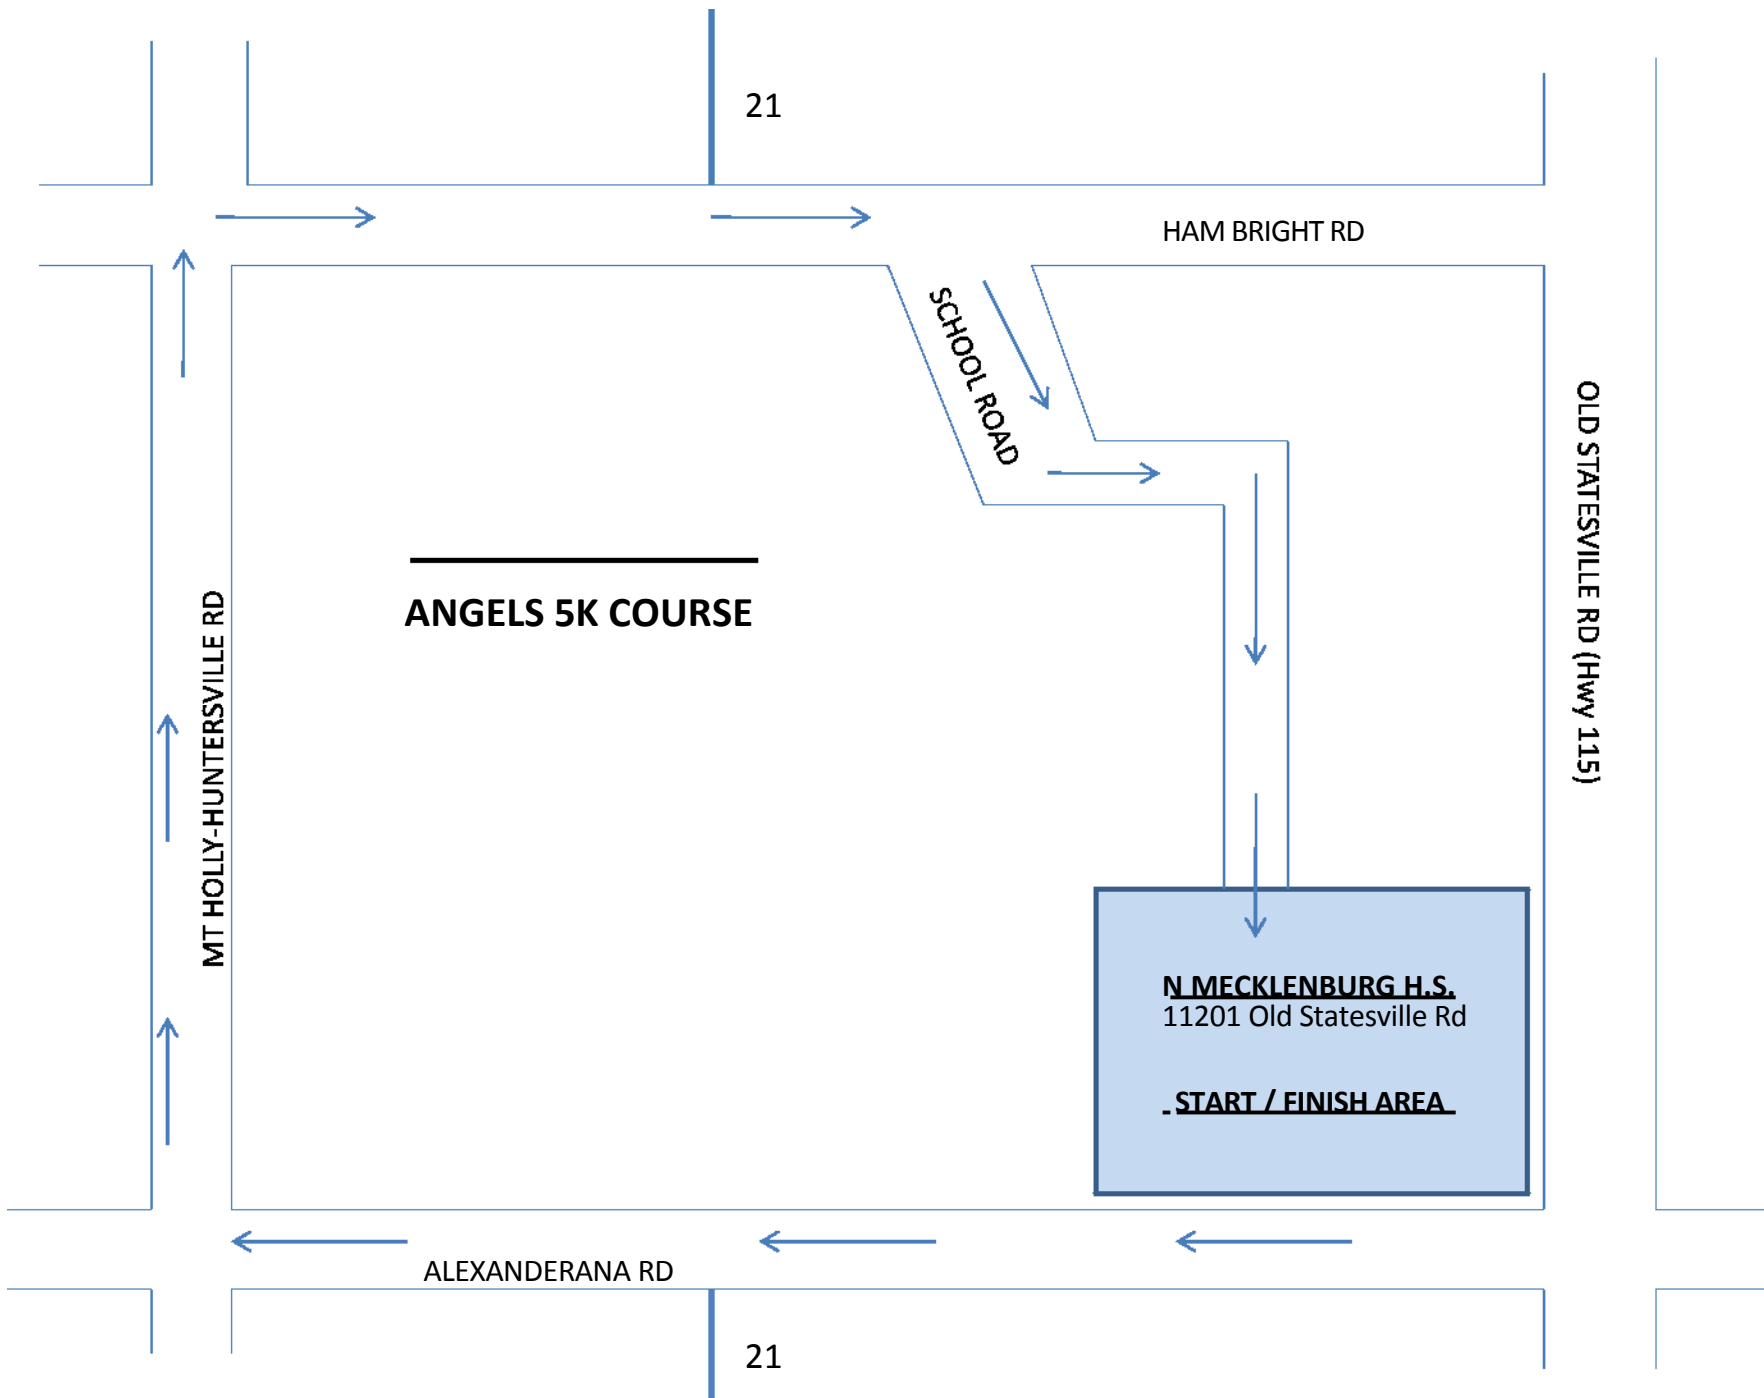 21
HAM BRIGHT RD
SCHOOL ROAD
OLD STATESVILLE RD (Hwy 115)
ANGELS 5K COURSE
MT HOLLY-HUNTERSVILLE RD
N MECKLENBURG H.S.
11201 Old Statesville Rd
START / FINISH AREA
ALEXANDERANA RD
21